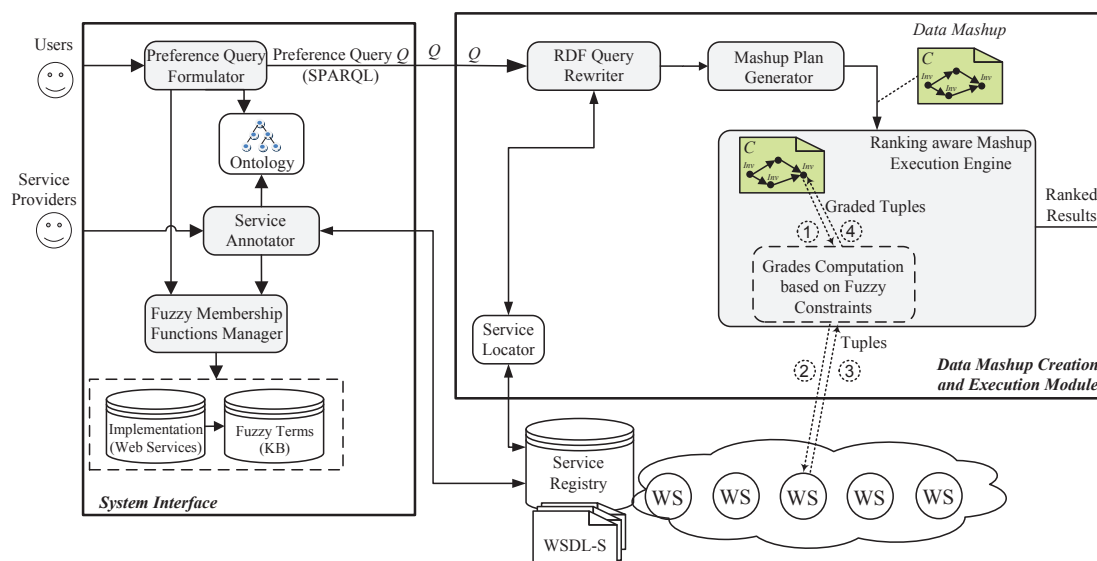 Users
Preference Query
Formulator
Preference Query Q
(SPARQL)
Q
Q
RDF Query
Rewriter
Mashup Plan
Generator
Data Mashup
C
Inv
Inv
Inv
Ontology
Service
Providers
Service
Annotator
Fuzzy Membership
Functions Manager
Implementation
(Web Services)
Fuzzy Terms
(KB)
System Interface
Ranking aware Mashup
Execution Engine
C
Inv
Inv
Inv
Graded Tuples
1
4
Grades Computation
based on Fuzzy
Constraints
Ranked
Results
Service
Locator
Tuples
2
3
Data Mashup Creation
and Execution Module
Service
Registry
WSDL-S
WS
WS
WS
WS
WS